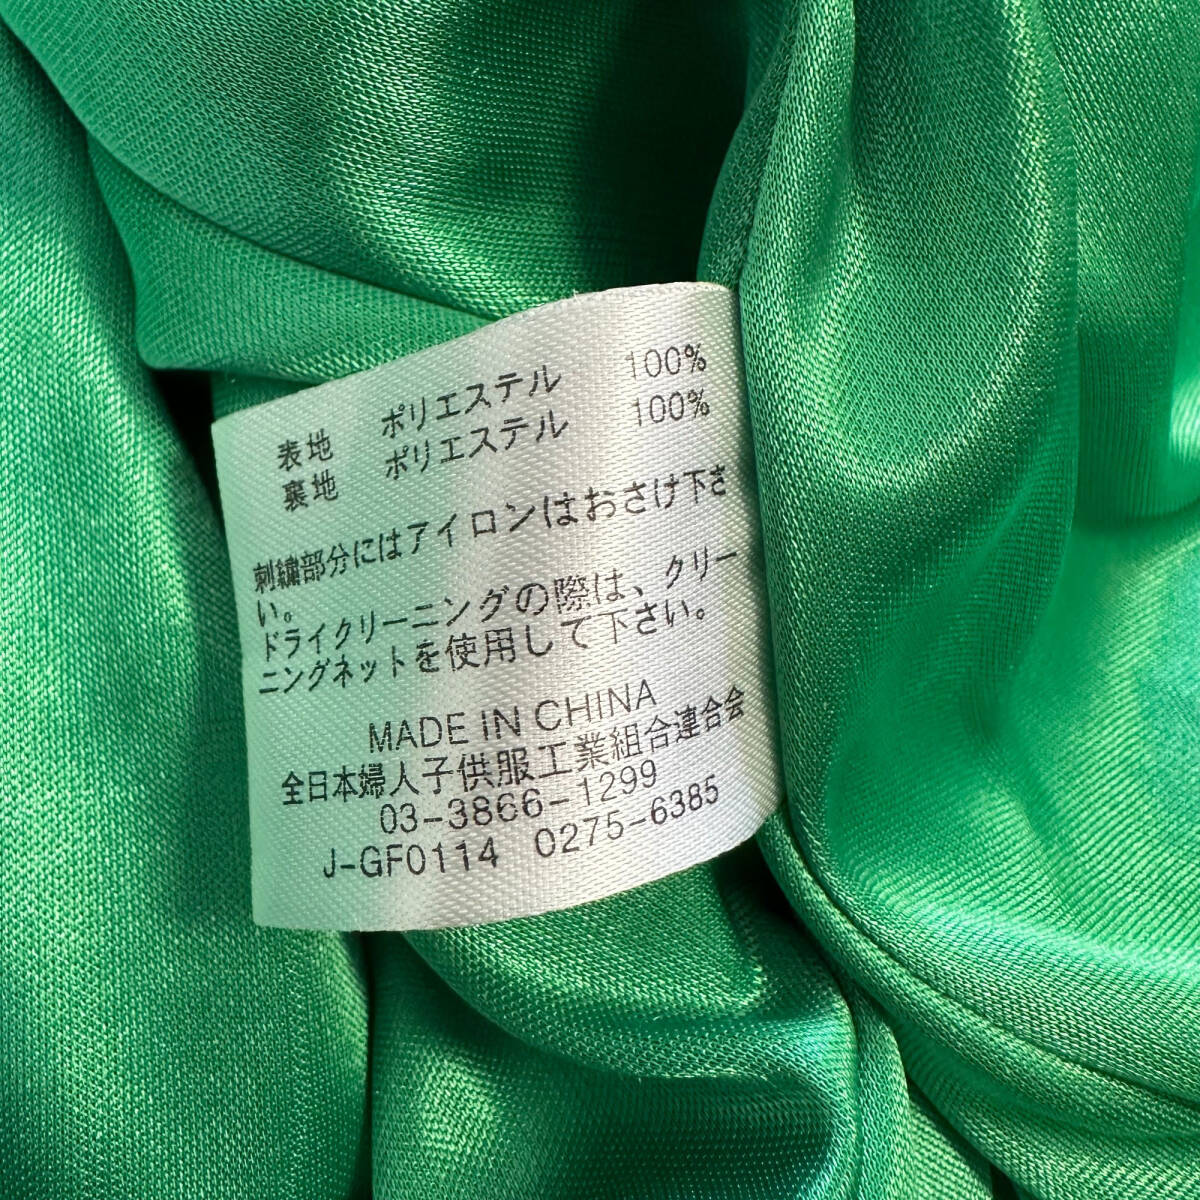 表地 ポリエステル 100%
裏地 ポリエステル 100%
刺繍部分にはアイロンはおさけ下さ
い。
ドライクリーニングの際は、クリー
ニングネットを使用して下さい。
MADE IN CHINA
全日本婦人子供服工業組合連合会
03-3866-1299
J-GF0114 0275-6385